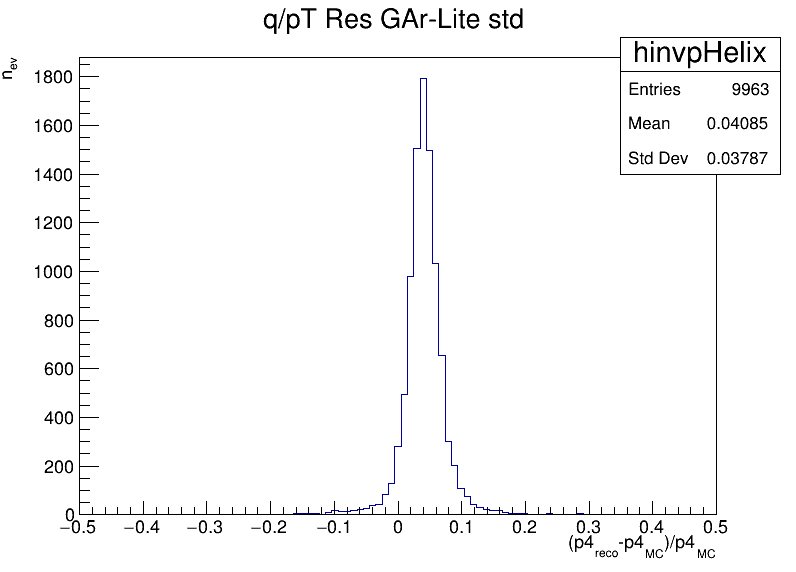 q/pT Res GAr-Lite std
hinvpHelix
Entries 9963
Mean 0.04085
Std Dev 0.03787
n_ev
1800
1600
1400
1200
1000
800
600
400
200
0
−0.5 −0.4 −0.3 −0.2 −0.1 0 0.1 0.2 0.3 0.4 0.5
(p4_reco-p4_MC)/p4_MC